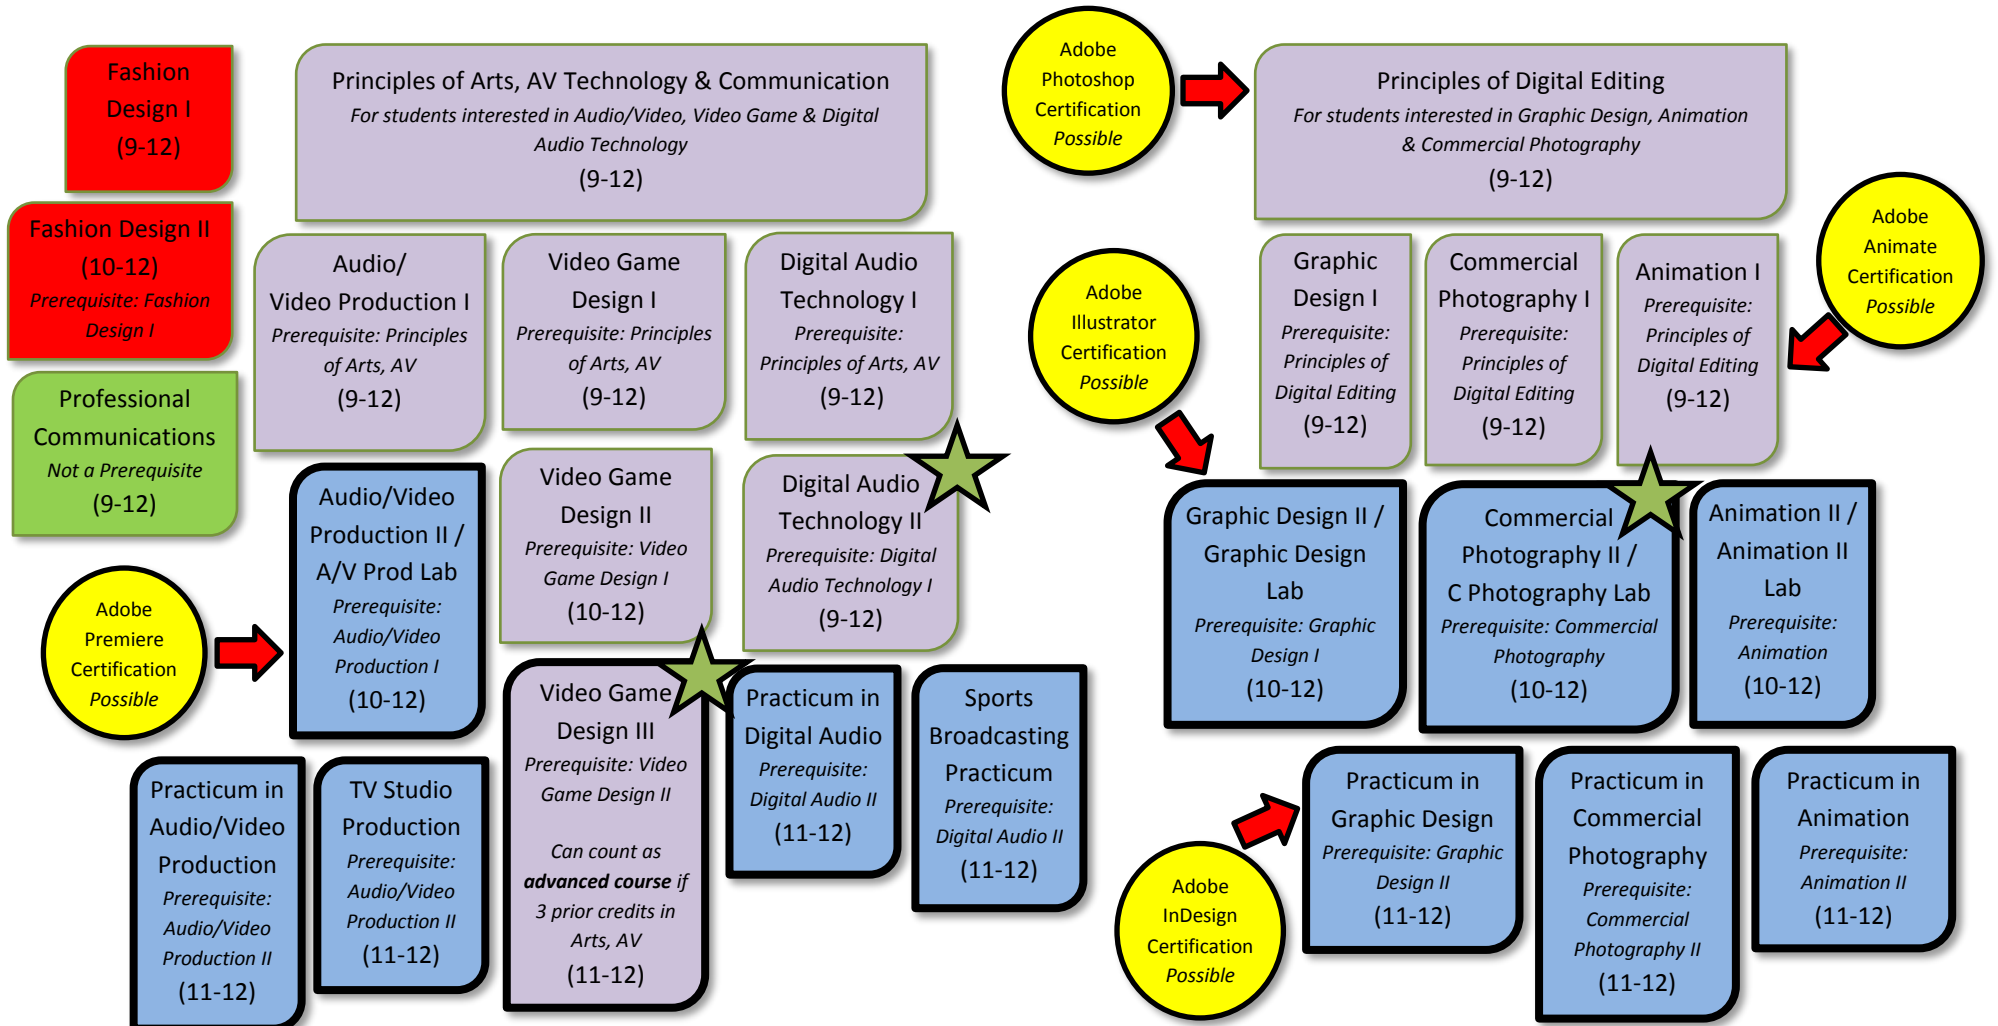 Fashion
Design I
(9-12)
Principles of Arts, AV Technology & Communication
For students interested in Audio/Video, Video Game & Digital
Audio Technology
(9-12)
Adobe
Photoshop
Certification
Possible
Principles of Digital Editing
For students interested in Graphic Design, Animation
& Commercial Photography
(9-12)
Fashion Design II
(10-12)
Prerequisite: Fashion
Design I
Audio/
Video Production I
Prerequisite: Principles
of Arts, AV
(9-12)
Video Game
Design I
Prerequisite: Principles
of Arts, AV
(9-12)
Digital Audio
Technology I
Prerequisite:
Principles of Arts, AV
(9-12)
Adobe
Illustrator
Certification
Possible
Graphic
Design I
Prerequisite:
Principles of
Digital Editing
(9-12)
Commercial
Photography I
Prerequisite:
Principles of
Digital Editing
(9-12)
Animation I
Prerequisite:
Principles of
Digital Editing
(9-12)
Adobe
Animate
Certification
Possible
Professional
Communications
Not a Prerequisite
(9-12)
Audio/Video
Production II /
A/V Prod Lab
Prerequisite:
Audio/Video
Production I
(10-12)
Video Game
Design II
Prerequisite: Video
Game Design I
(10-12)
Digital Audio
Technology II
Prerequisite: Digital
Audio Technology I
(9-12)
Graphic Design II /
Graphic Design
Lab
Prerequisite: Graphic
Design I
(10-12)
Commercial
Photography II /
C Photography Lab
Prerequisite: Commercial
Photography
(10-12)
Animation II /
Animation II
Lab
Prerequisite:
Animation
(10-12)
Adobe
Premiere
Certification
Possible
Practicum in
Audio/Video
Production
Prerequisite:
Audio/Video
Production II
(11-12)
TV Studio
Production
Prerequisite:
Audio/Video
Production II
(11-12)
Video Game
Design III
Prerequisite: Video
Game Design II
Can count as
advanced course if
3 prior credits in
Arts, AV
(11-12)
Practicum in
Digital Audio
Prerequisite:
Digital Audio II
(11-12)
Sports
Broadcasting
Practicum
Prerequisite:
Digital Audio II
(11-12)
Adobe
InDesign
Certification
Possible
Practicum in
Graphic Design
Prerequisite: Graphic
Design II
(11-12)
Practicum in
Commercial
Photography
Prerequisite:
Commercial
Photography II
(11-12)
Practicum in
Animation
Prerequisite:
Animation II
(11-12)